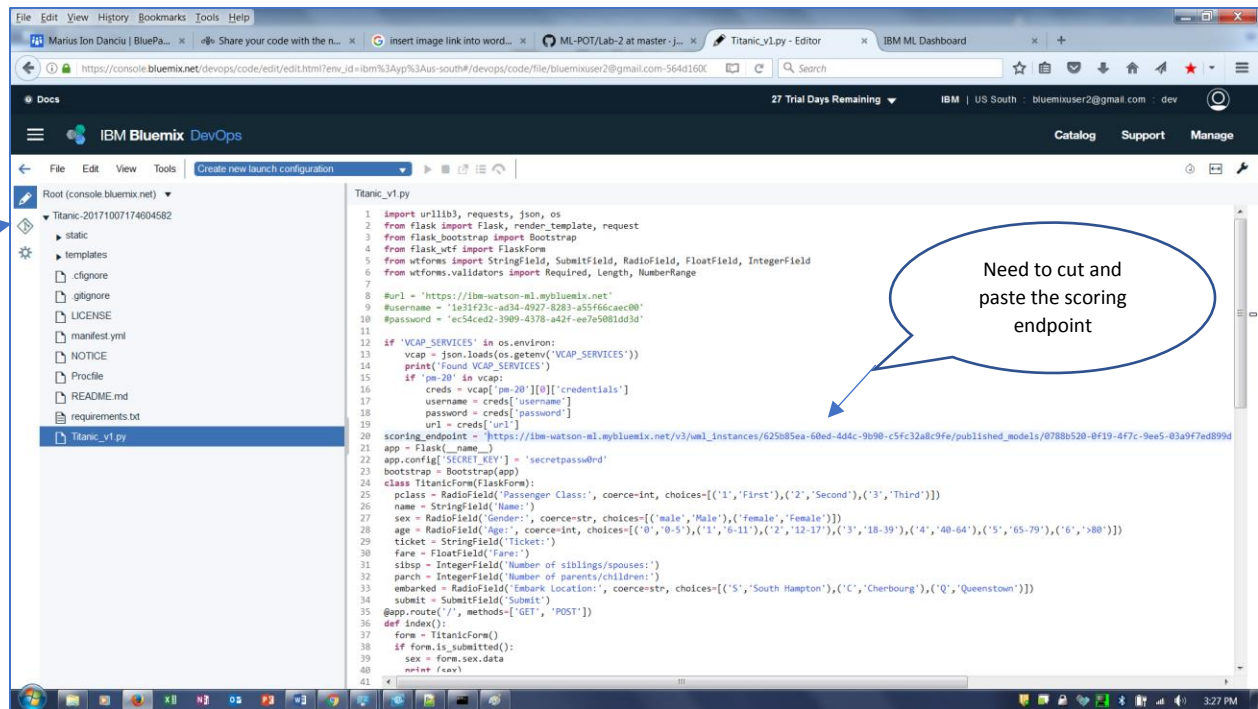 File Edit View History Bookmarks Tools Help
Marius Ion Danciu | BluePa... × Share your code with the n... × insert image link into word... × ML-POT/Lab-2 at master · j... × Titanic_v1.py - Editor × IBM ML Dashboard × +
https://console.bluemix.net/devops/code/edit/edit.html?env_id=ibm%3Ayp%3Aus-south#/devops/code/file/bluemixuser2@gmail.com-564d160( Search
Docs 27 Trial Days Remaining IBM | US South : bluemixuser2@gmail.com : dev
IBM Bluemix DevOps Catalog Support Manage
File Edit View Tools Create new launch configuration
Root (console.bluemix.net)
Titanic-20171007174604582
static
templates
.cfignore
.gitignore
LICENSE
manifest.yml
NOTICE
Procfile
README.md
requirements.txt
Titanic_v1.py
Titanic_v1.py
1 import urllib3, requests, json, os
2 from flask import Flask, render_template, request
3 from flask_bootstrap import Bootstrap
4 from flask_wtf import FlaskForm
5 from wtforms import StringField, SubmitField, RadioField, FloatField, IntegerField
6 from wtforms.validators import Required, Length, NumberRange
7
8 #url = 'https://ibm-watson-ml.mybluemix.net'
9 #username = '1e31f23c-ad34-4927-8283-a55f66caec00'
10 #password = 'ec54ced2-3909-4378-a42f-ee7e5081dd3d'
11
12 if 'VCAP_SERVICES' in os.environ:
13 vcap = json.loads(os.getenv('VCAP_SERVICES'))
14 print('Found VCAP_SERVICES')
15 if 'pm-20' in vcap:
16 creds = vcap['pm-20'][0]['credentials']
17 username = creds['username']
18 password = creds['password']
19 url = creds['url']
20 scoring_endpoint = 'https://ibm-watson-ml.mybluemix.net/v3/wml_instances/625b85ea-60ed-4d4c-9b90-c5fc32a8c9fe/published_models/0788b520-0f19-4f7c-9ee5-03a9f7ed899d
21 app = Flask(__name__)
22 app.config['SECRET_KEY'] = 'secretpassw0rd'
23 bootstrap = Bootstrap(app)
24 class TitanicForm(FlaskForm):
25 pclass = RadioField('Passenger Class:', coerce=int, choices=[('1','First'),('2','Second'),('3','Third')])
26 name = StringField('Name:')
27 sex = RadioField('Gender:', coerce=str, choices=[('male','Male'),('female','Female')])
28 age = RadioField('Age:', coerce=int, choices=[('0','0-5'),('1','6-11'),('2','12-17'),('3','18-39'),('4','40-64'),('5','65-79'),('6','>80')])
29 ticket = StringField('Ticket:')
30 fare = FloatField('Fare:')
31 sibsp = IntegerField('Number of siblings/spouses:')
32 parch = IntegerField('Number of parents/children:')
33 embarked = RadioField('Embark Location:', coerce=str, choices=[('S','South Hampton'),('C','Cherbourg'),('Q','Queenstown')])
34 submit = SubmitField('Submit')
35 @app.route('/', methods=['GET', 'POST'])
36 def index():
37 form = TitanicForm()
38 if form.is_submitted():
39 sex = form.sex.data
40 print (sex)
41
Need to cut and
paste the scoring
endpoint
3:27 PM